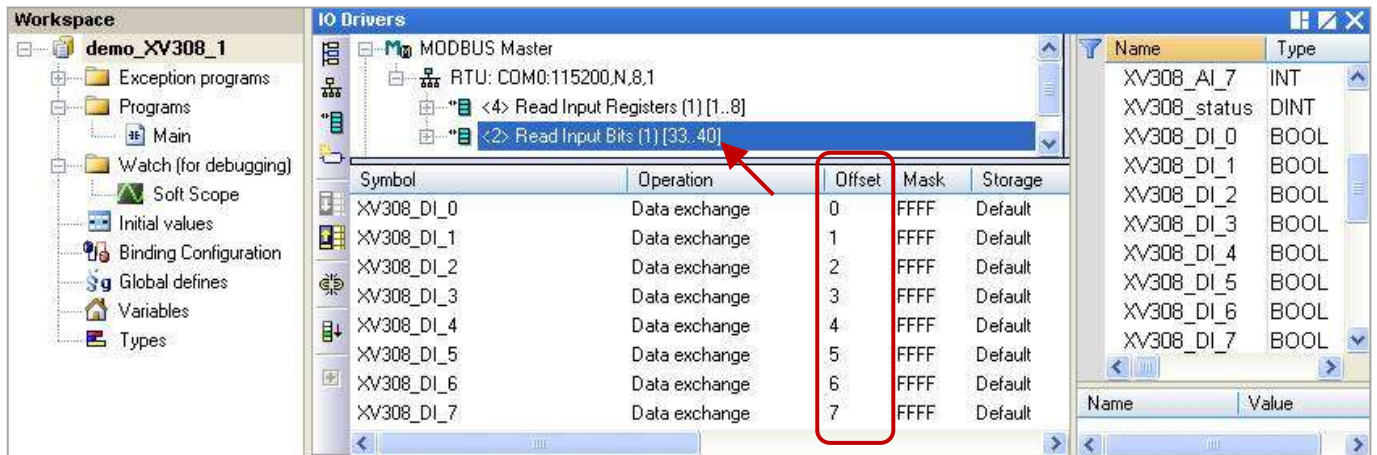 Workspace
demo_XV308_1
Exception programs
Programs
Main
Watch (for debugging)
Soft Scope
Initial values
Binding Configuration
Global defines
Variables
Types
IO Drivers
MODBUS Master
RTU: COM0:115200,N,8,1
<4> Read Input Registers (1) [1..8]
<2> Read Input Bits (1) [33..40]
Symbol Operation Offset Mask Storage
XV308_DI_0 Data exchange 0 FFFF Default
XV308_DI_1 Data exchange 1 FFFF Default
XV308_DI_2 Data exchange 2 FFFF Default
XV308_DI_3 Data exchange 3 FFFF Default
XV308_DI_4 Data exchange 4 FFFF Default
XV308_DI_5 Data exchange 5 FFFF Default
XV308_DI_6 Data exchange 6 FFFF Default
XV308_DI_7 Data exchange 7 FFFF Default
Name Type
XV308_AI_7 INT
XV308_status DINT
XV308_DI_0 BOOL
XV308_DI_1 BOOL
XV308_DI_2 BOOL
XV308_DI_3 BOOL
XV308_DI_4 BOOL
XV308_DI_5 BOOL
XV308_DI_6 BOOL
XV308_DI_7 BOOL
Name Value